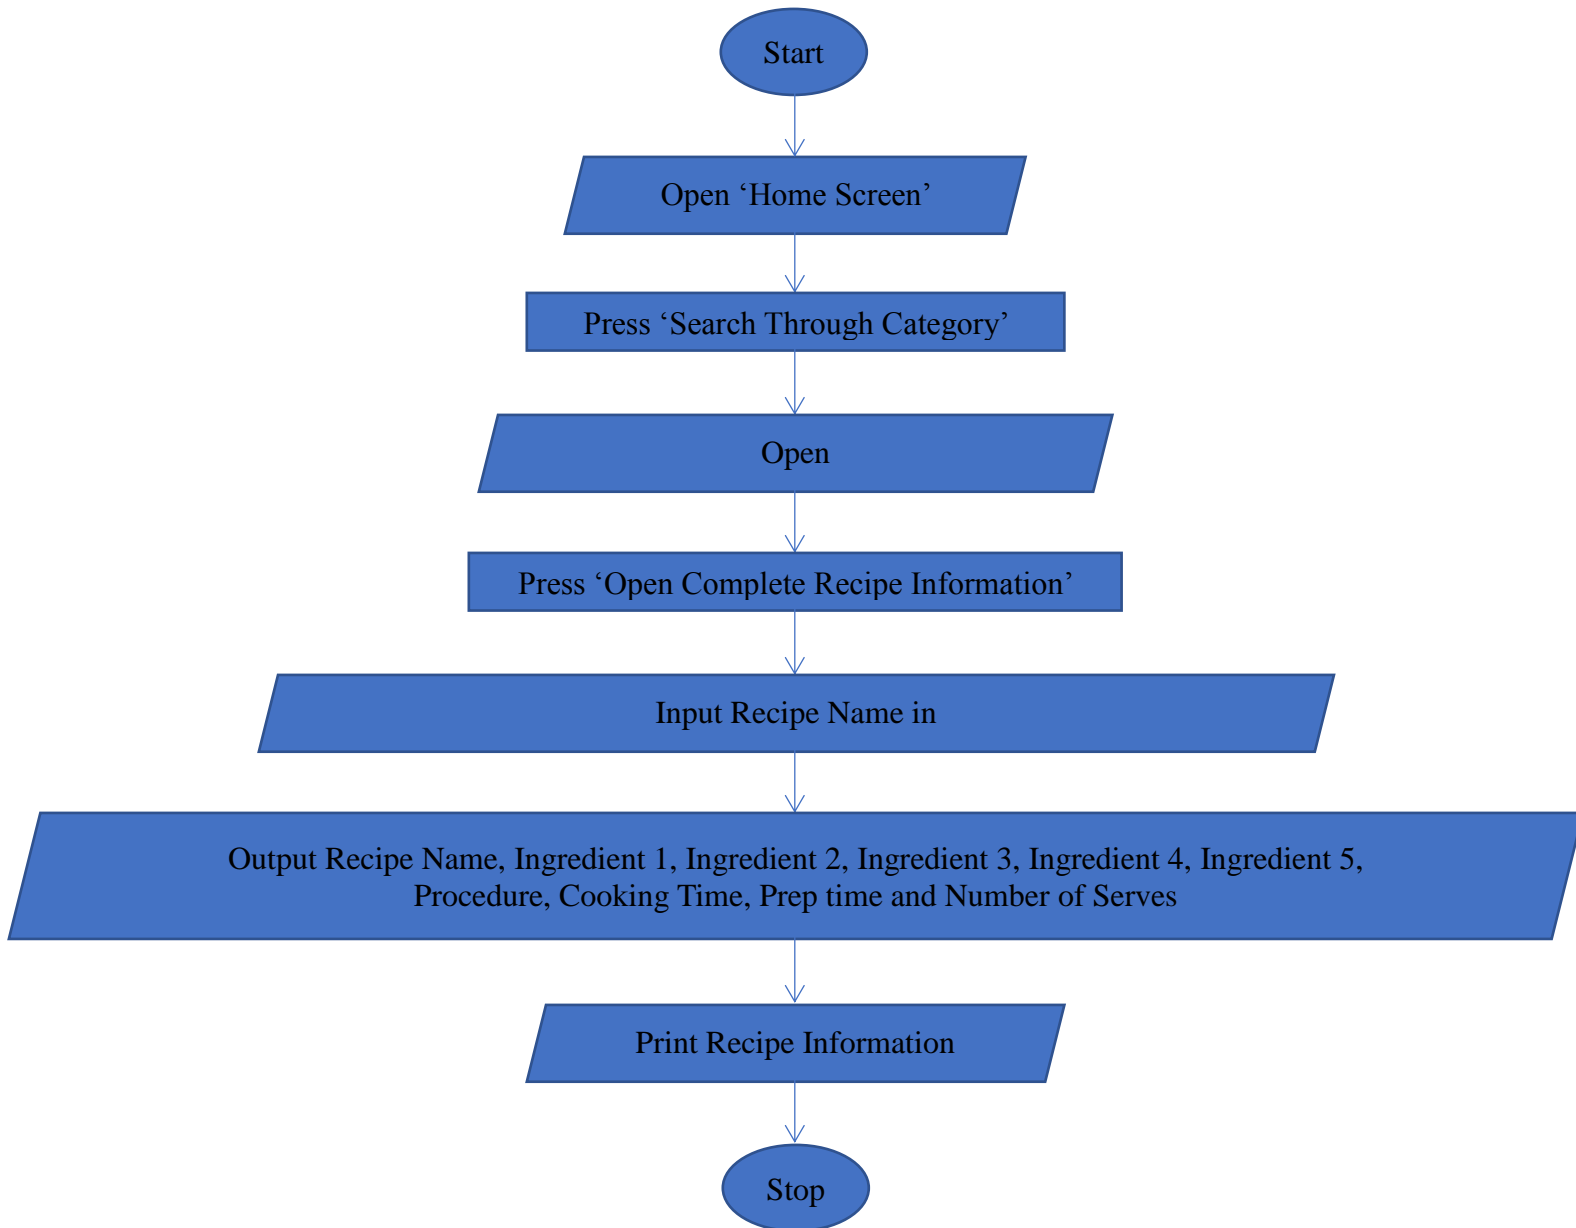 Start
Open ‘Home Screen’
Press ‘Search Through Category’
Open
Press ‘Open Complete Recipe Information’
Input Recipe Name in
Output Recipe Name, Ingredient 1, Ingredient 2, Ingredient 3, Ingredient 4, Ingredient 5,
Procedure, Cooking Time, Prep time and Number of Serves
Print Recipe Information
Stop